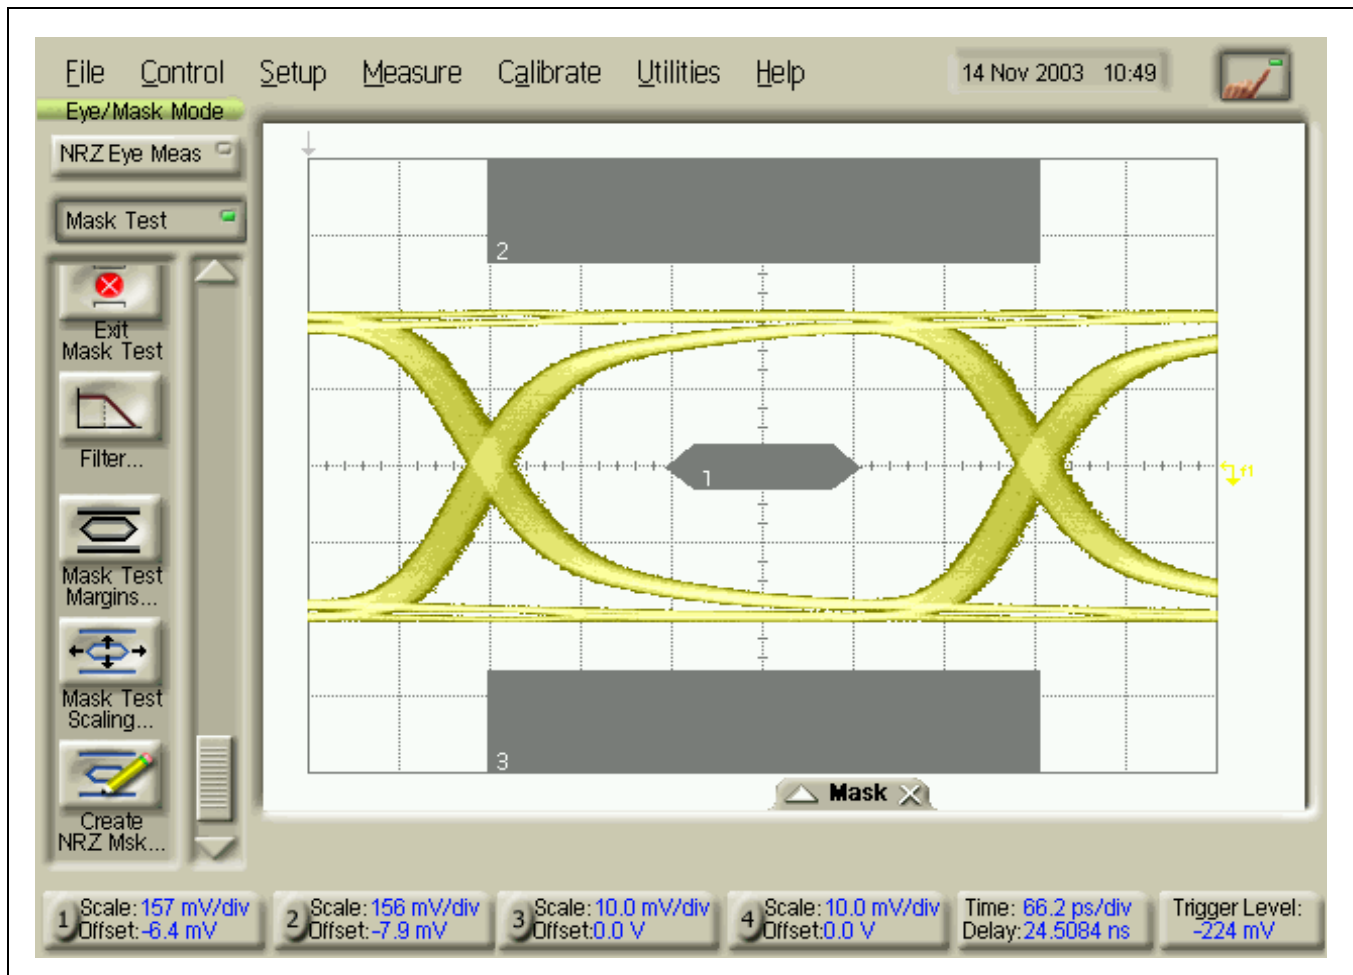 File Control Setup Measure Calibrate Utilities Help 14 Nov 2003 10:49
Eye/Mask Mode
NRZ Eye Meas
Mask Test
Exit
Mask Test
Filter...
Mask Test
Margins...
Mask Test
Scaling...
Create
NRZ Msk...
2
1
f1
3
Mask
1 Scale: 157 mV/div
Offset:-6.4 mV
2 Scale: 156 mV/div
Offset:-7.9 mV
3 Scale: 10.0 mV/div
Offset:0.0 V
4 Scale: 10.0 mV/div
Offset:0.0 V
Time: 66.2 ps/div
Delay:24.5084 ns
Trigger Level:
-224 mV